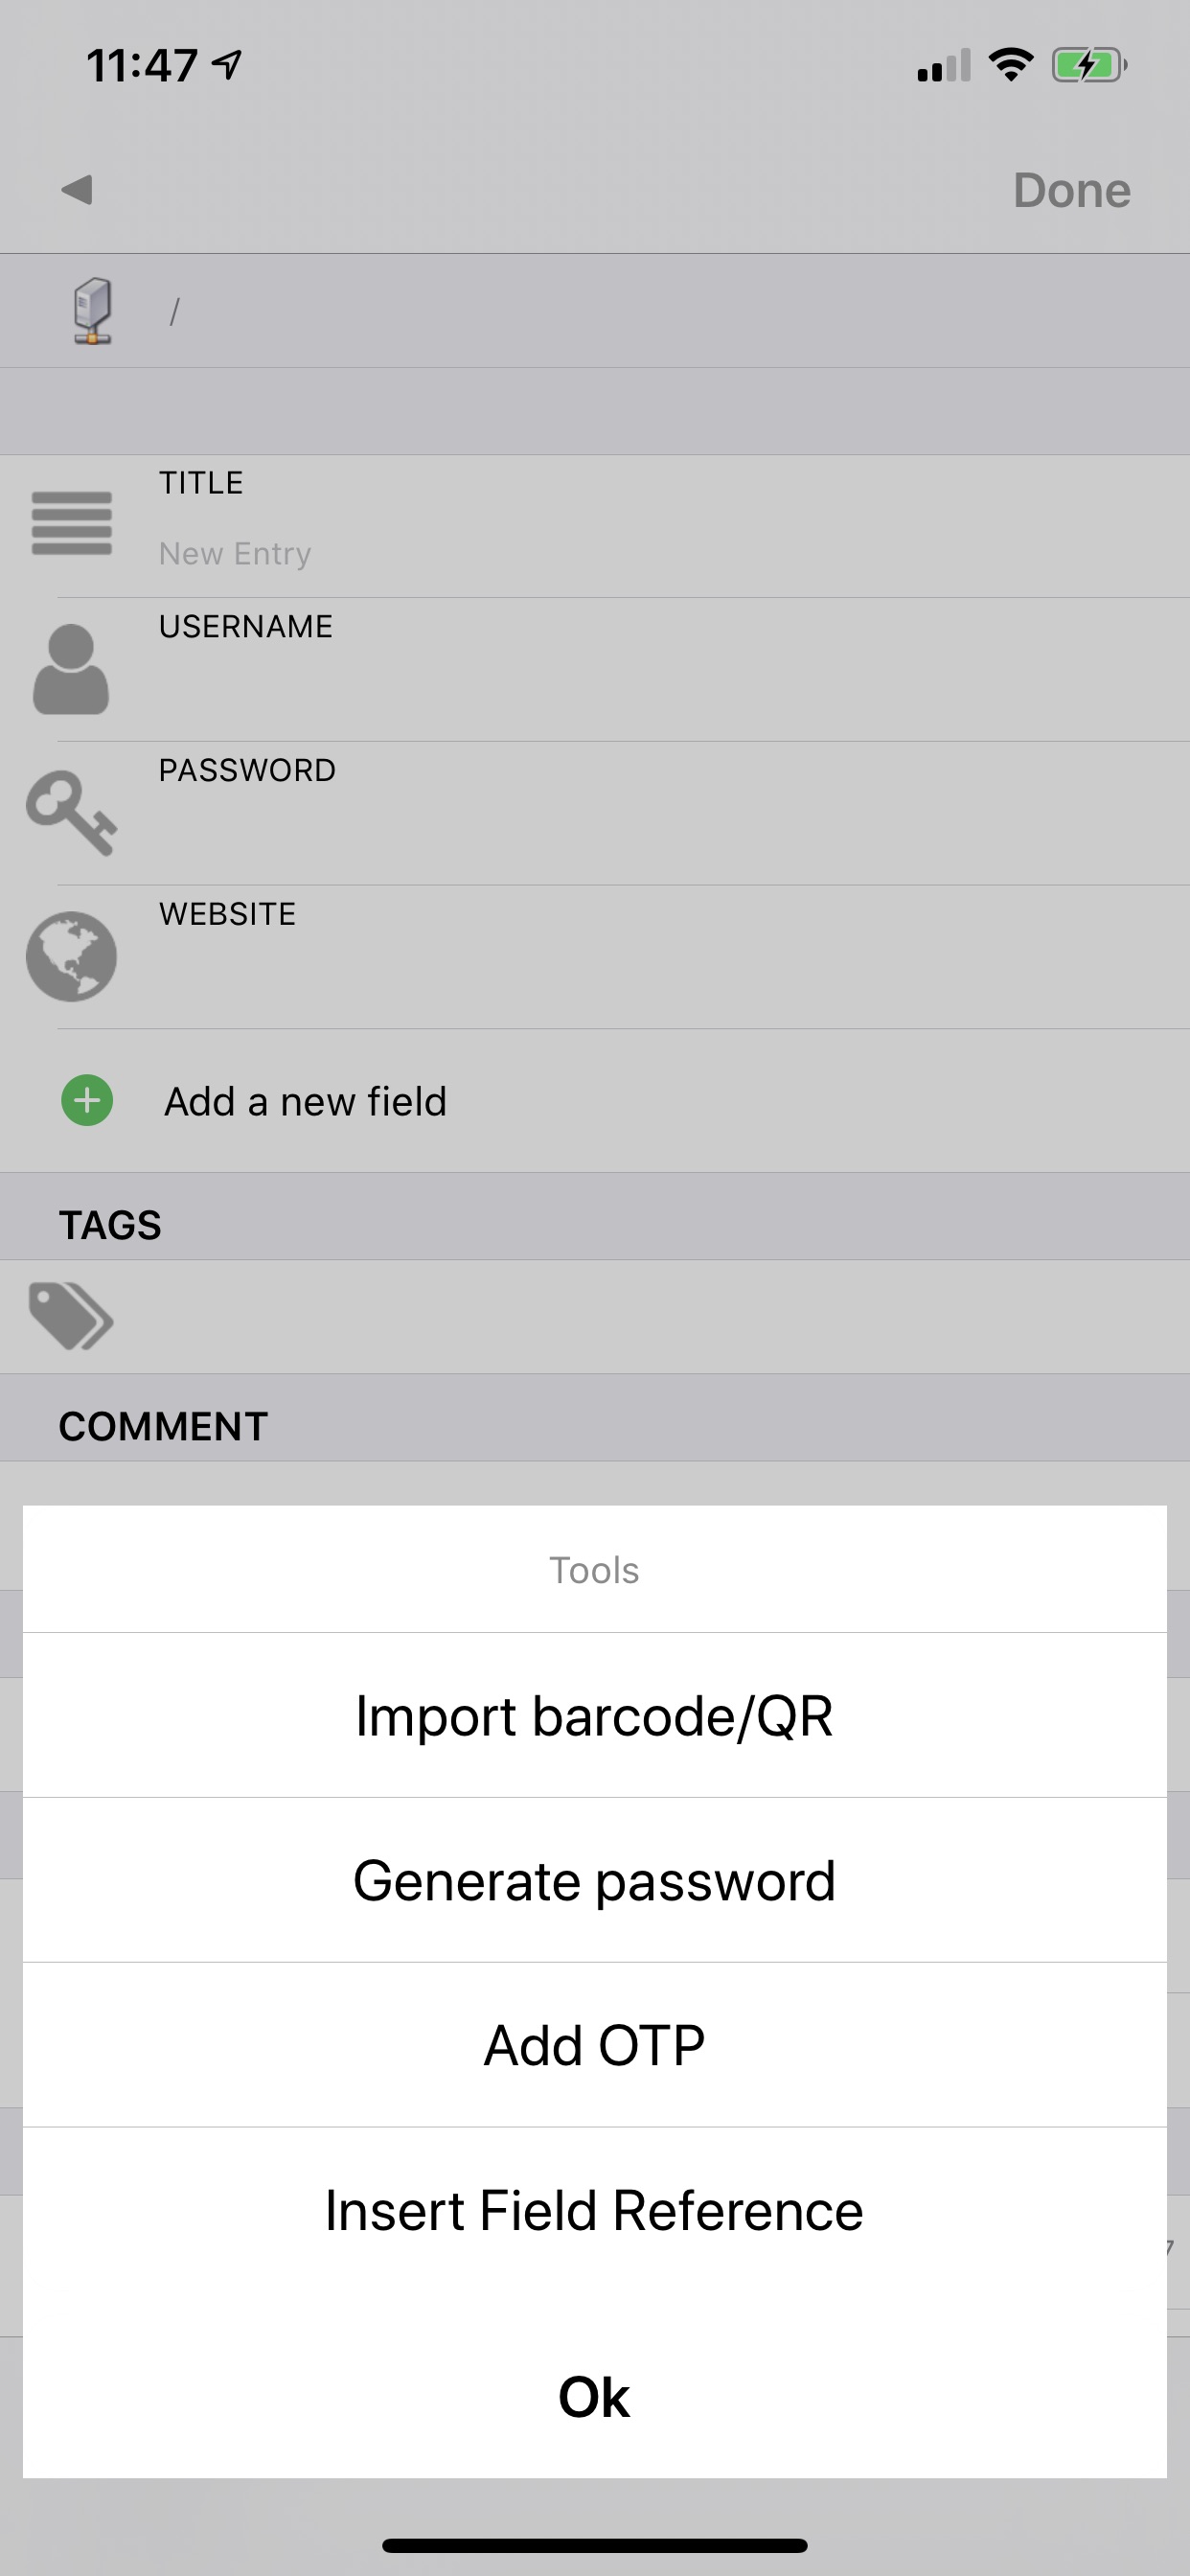 11:47
Done
/
TITLE
New Entry
USERNAME
PASSWORD
WEBSITE
Add a new field
TAGS
COMMENT
Tools
Import barcode/QR
Generate password
Add OTP
Insert Field Reference
Ok